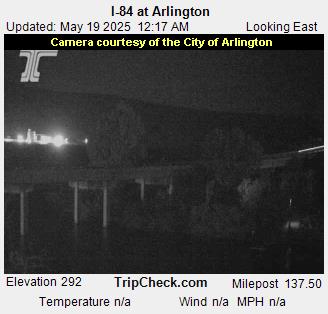 I-84 at Arlington
Updated: May 19 2025 12:17 AM Looking East
Camera courtesy of the City of Arlington
Elevation 292 TripCheck.com Milepost 137.50
Temperature n/a Wind n/a MPH n/a